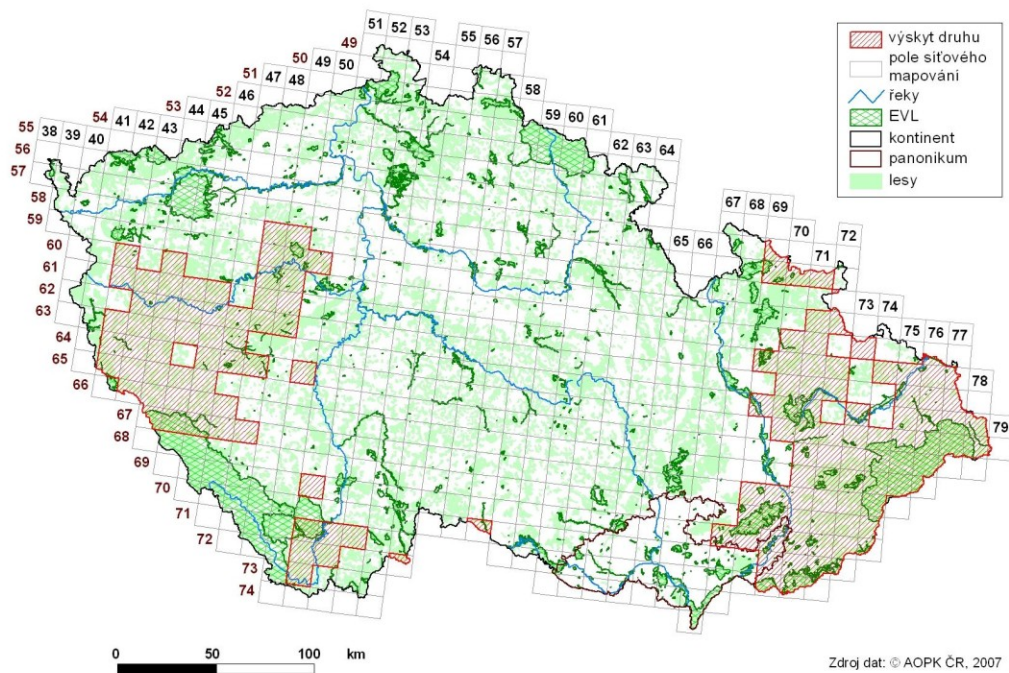 51 52 53
54
55 56 57
58
59 60 61
62 63 64
65 66
67 68 69
70
71
72
73 74
75 76 77
78
79
49
50 49 50
51 47 48
52 46
53 44 45
54 41 42 43
55 38 39 40
56
57
58
59
60
61
62
63
64
65
66
67
68
69
70
71
72
73
74
výskyt druhu
pole síťového
mapování
řeky
EVL
kontinent
panonikum
lesy
0 50 100 km
Zdroj dat: © AOPK ČR, 2007